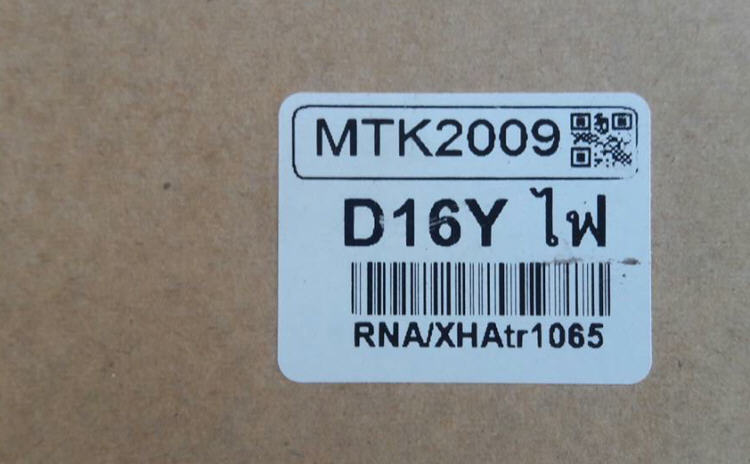 MTK2009
D16Y ไฟ
RNA/XHAtr1065